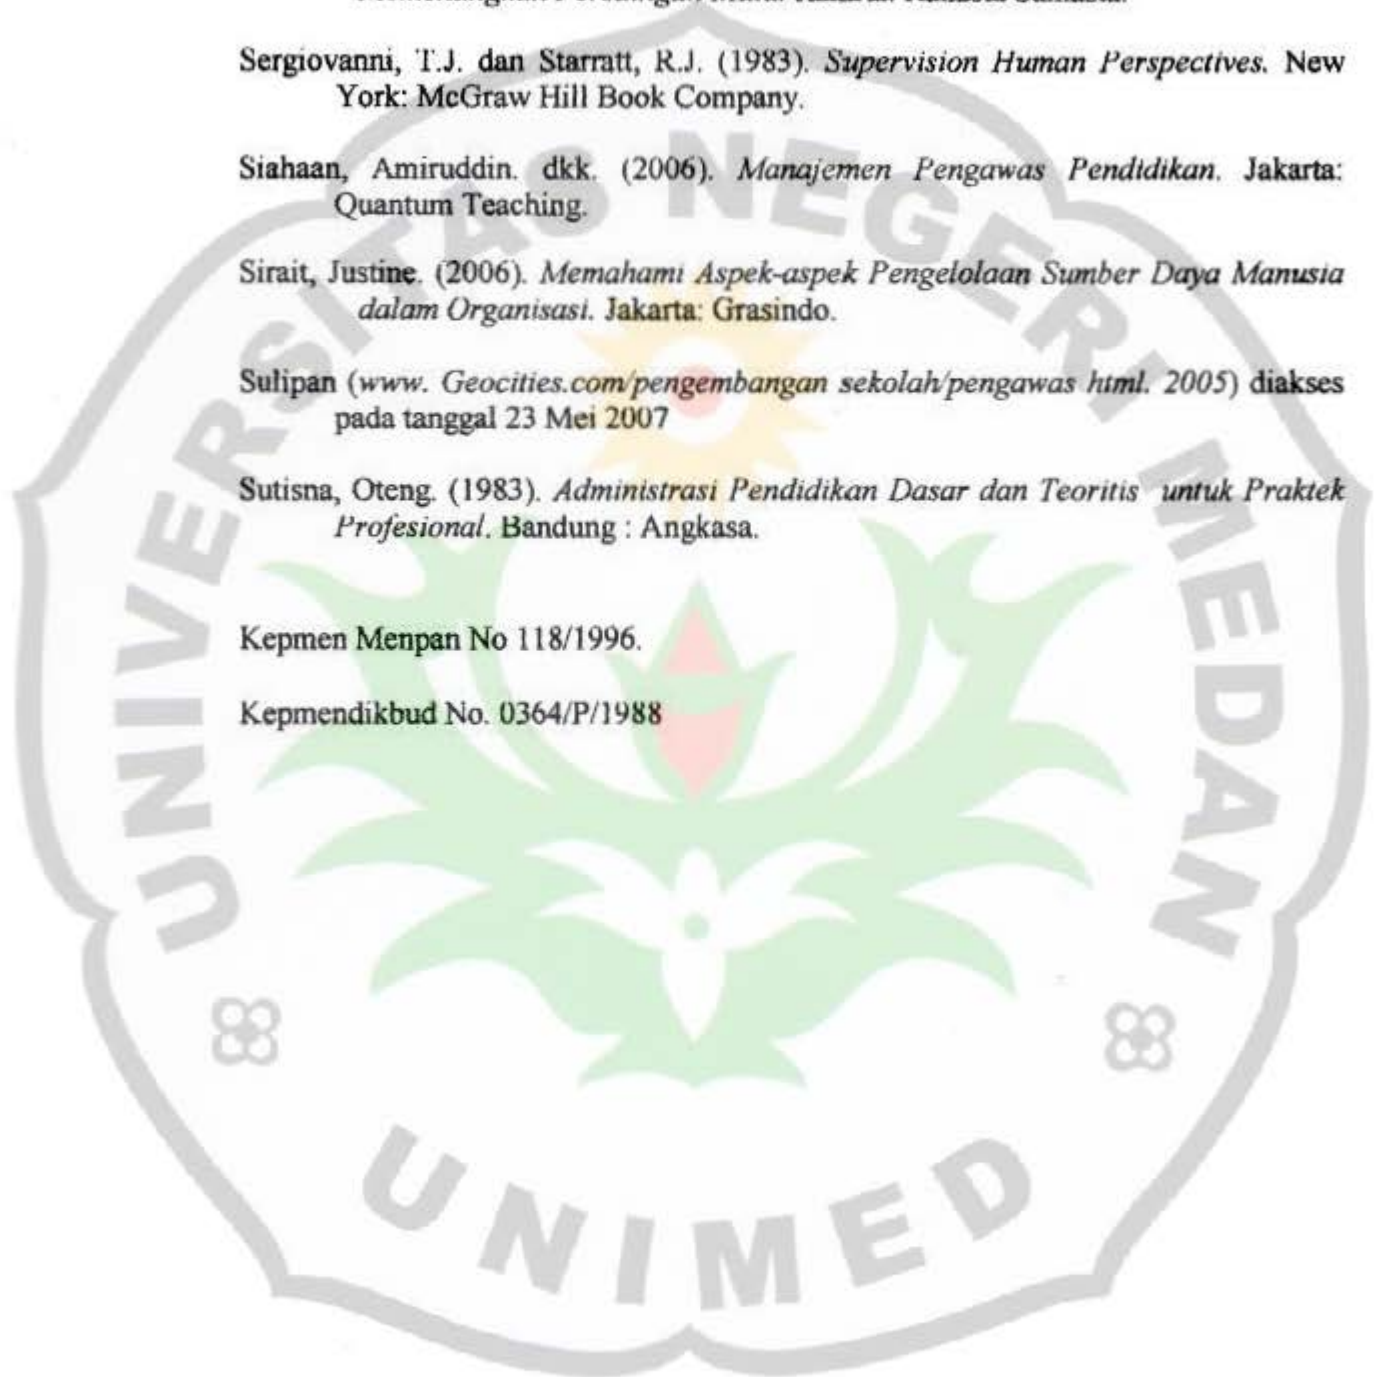 Sergiovanni, T.J. dan Starratt, R.J. (1983). Supervision Human Perspectives. New
York: McGraw Hill Book Company.
Siahaan, Amiruddin. dkk. (2006). Manajemen Pengawas Pendidikan. Jakarta:
Quantum Teaching.
Sirait, Justine. (2006). Memahami Aspek-aspek Pengelolaan Sumber Daya Manusia
dalam Organisasi. Jakarta: Grasindo.
Sulipan (www. Geocities.com/pengembangan sekolah/pengawas html. 2005) diakses
pada tanggal 23 Mei 2007
Sutisna, Oteng. (1983). Administrasi Pendidikan Dasar dan Teoritis untuk Praktek
Profesional. Bandung : Angkasa.
Kepmen Menpan No 118/1996.
Kepmendikbud No. 0364/P/1988
UNIVERSITAS NEGERI MEDAN
UNIMED